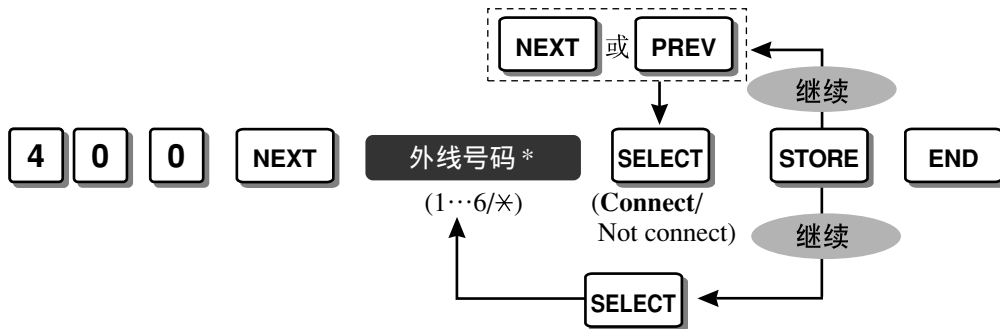 NEXT 或 PREV
继续
4 0 0 NEXT 外线号码* SELECT STORE END
(1···6/✳) (Connect/
Not connect)
继续
SELECT